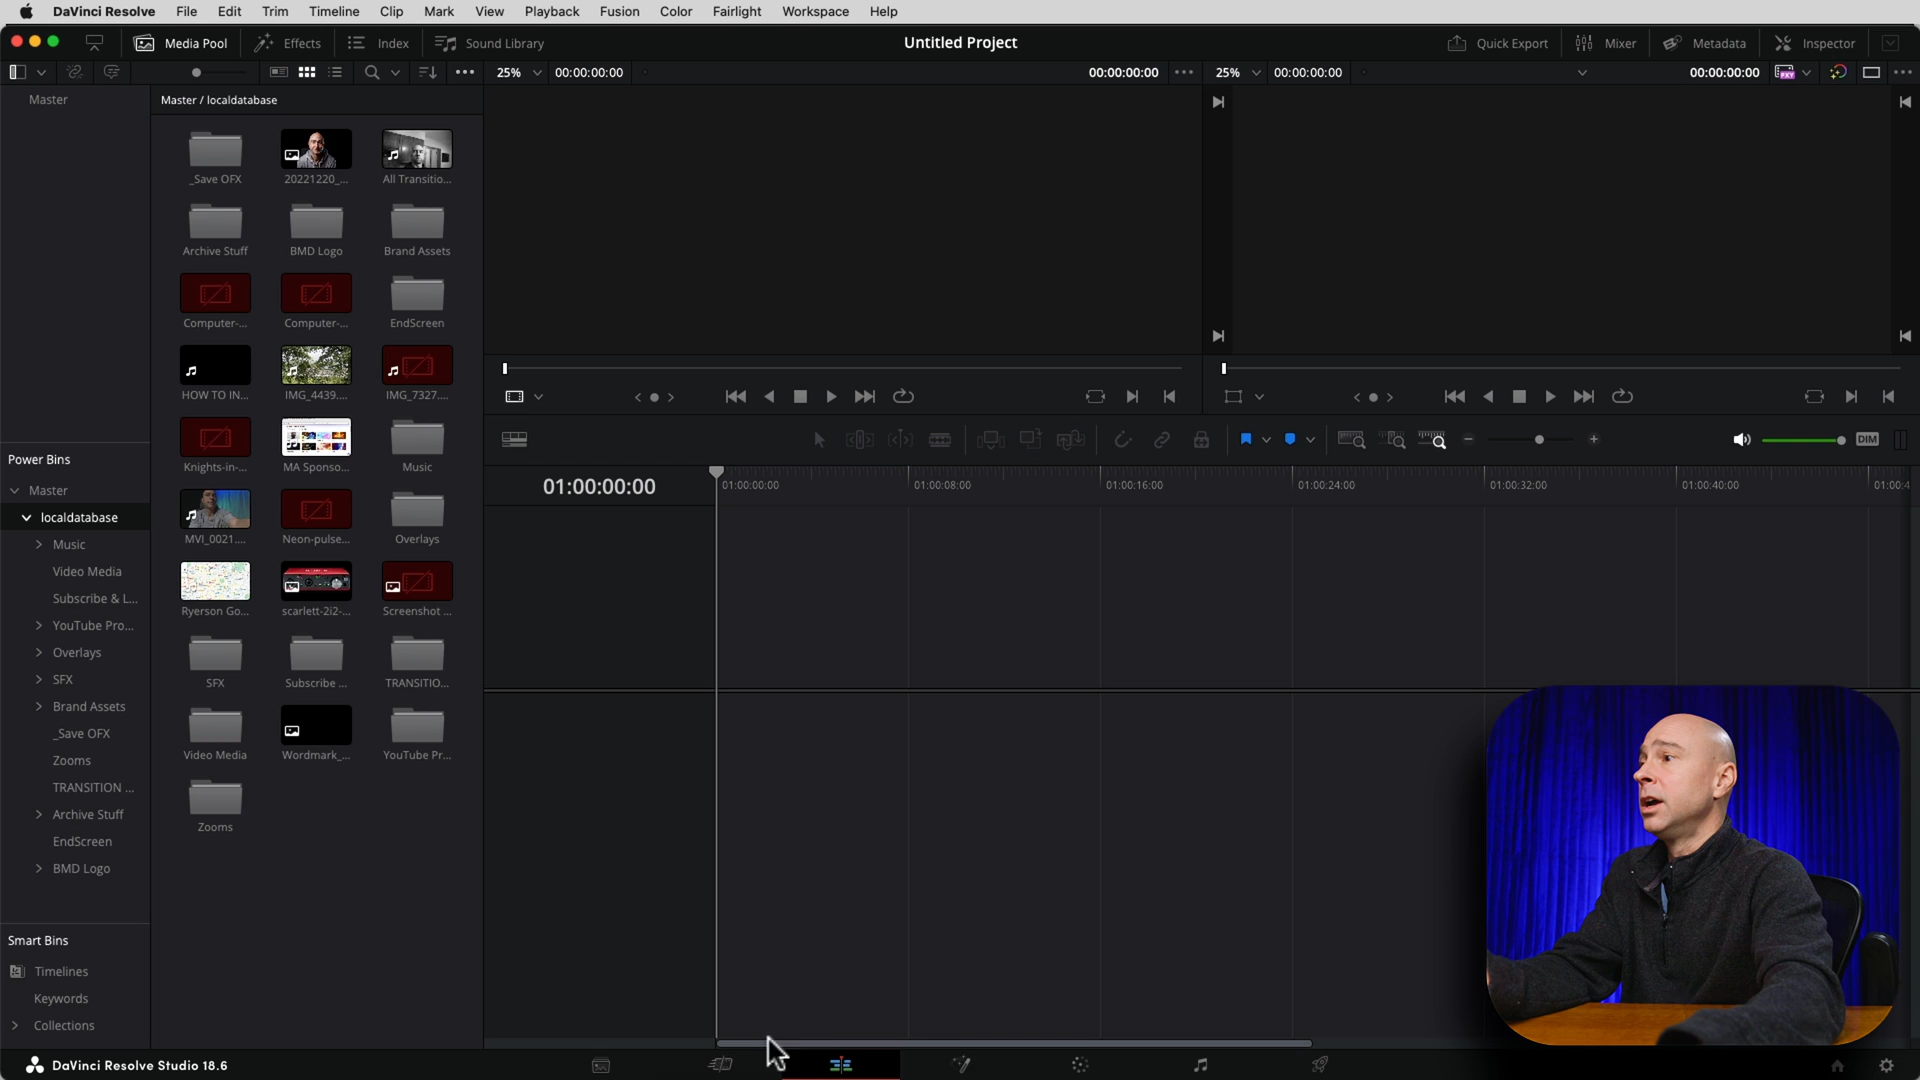 DaVinci Resolve File Edit Trim Timeline Clip Mark View Playback Fusion Color Fairlight Workspace Help
Media Pool Effects Index Sound Library Untitled Project Quick Export Mixer Metadata Inspector
25% 00:00:00:00 00:00:00:00 25% 00:00:00:00 00:00:00:00
Master
Master / localdatabase
_Save OFX 20221220_... All Transitio...
Archive Stuff BMD Logo Brand Assets
Computer-... Computer-... EndScreen
HOW TO IN... IMG_4439.... IMG_7327....
DIM
Knights-in-... MA Sponso... Music
Power Bins
Master
localdatabase
Music
Video Media
Subscribe & L...
YouTube Pro...
Overlays
SFX
Brand Assets
_Save OFX
Zooms
TRANSITION ...
Archive Stuff
EndScreen
BMD Logo
01:00:00:00
01:00:00:00 01:00:08:00 01:00:16:00 01:00:24:00 01:00:32:00 01:00:40:00 01:00:4
MVI_0021.... Neon-pulse... Overlays
Ryerson Go... scarlett-2i2-... Screenshot ...
SFX Subscribe ... TRANSITIO...
Video Media Wordmark_... YouTube Pr...
Zooms
Smart Bins
Timelines
Keywords
Collections
DaVinci Resolve Studio 18.6